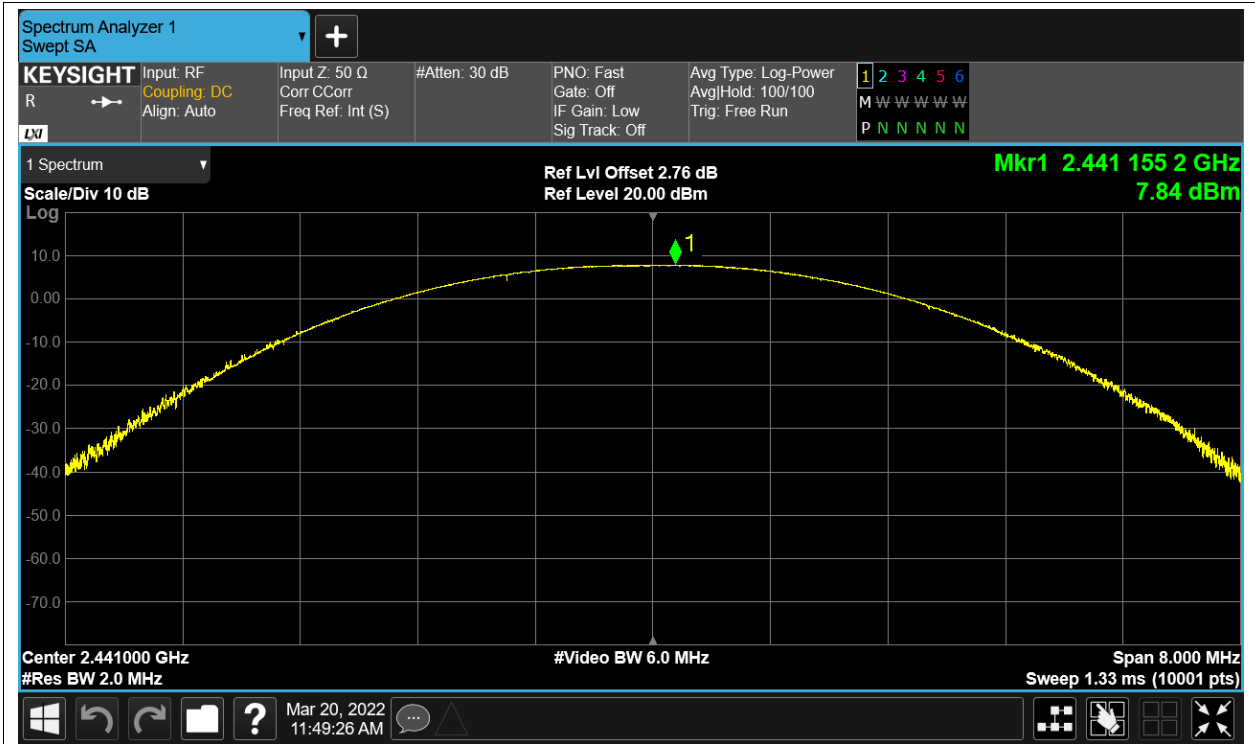 Spectrum Analyzer 1
Swept SA
KEYSIGHT
R
LXI
Input: RF
Coupling: DC
Align: Auto
Input Z: 50 Ω
Corr CCorr
Freq Ref: Int (S)
#Atten: 30 dB
PNO: Fast
Gate: Off
IF Gain: Low
Sig Track: Off
Avg Type: Log-Power
Avg|Hold: 100/100
Trig: Free Run
1 2 3 4 5 6
M W W W W W
P N N N N N
1 Spectrum
Scale/Div 10 dB
Log
Ref Lvl Offset 2.76 dB
Ref Level 20.00 dBm
Mkr1 2.441 155 2 GHz
7.84 dBm
1
10.0
0.00
-10.0
-20.0
-30.0
-40.0
-50.0
-60.0
-70.0
Center 2.441000 GHz
#Res BW 2.0 MHz
#Video BW 6.0 MHz
Span 8.000 MHz
Sweep 1.33 ms (10001 pts)
?
Mar 20, 2022
11:49:26 AM